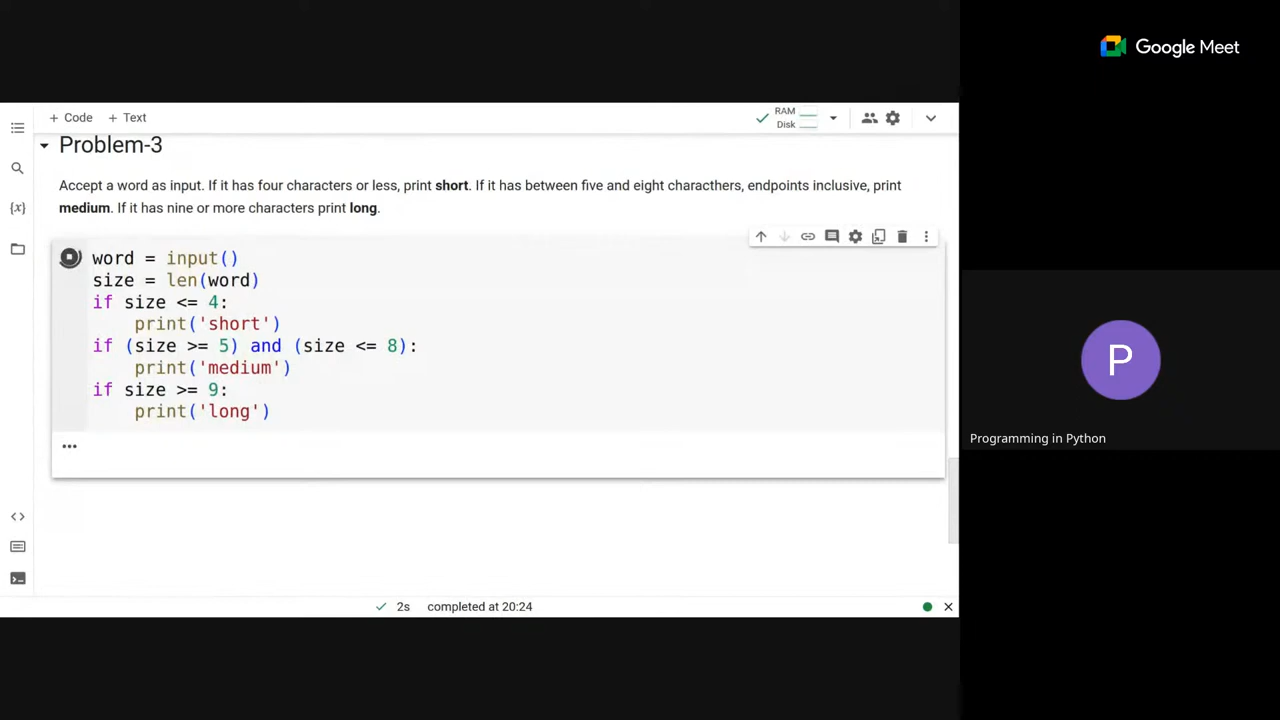 Google Meet
+ Code + Text
RAM
Disk
Problem-3
Accept a word as input. If it has four characters or less, print short. If it has between five and eight characthers, endpoints inclusive, print
medium. If it has nine or more characters print long.
{x}
word = input()
size = len(word)
if size <= 4:
    print('short')
if (size >= 5) and (size <= 8):
    print('medium')
if size >= 9:
    print('long')
P
Programming in Python
2s completed at 20:24